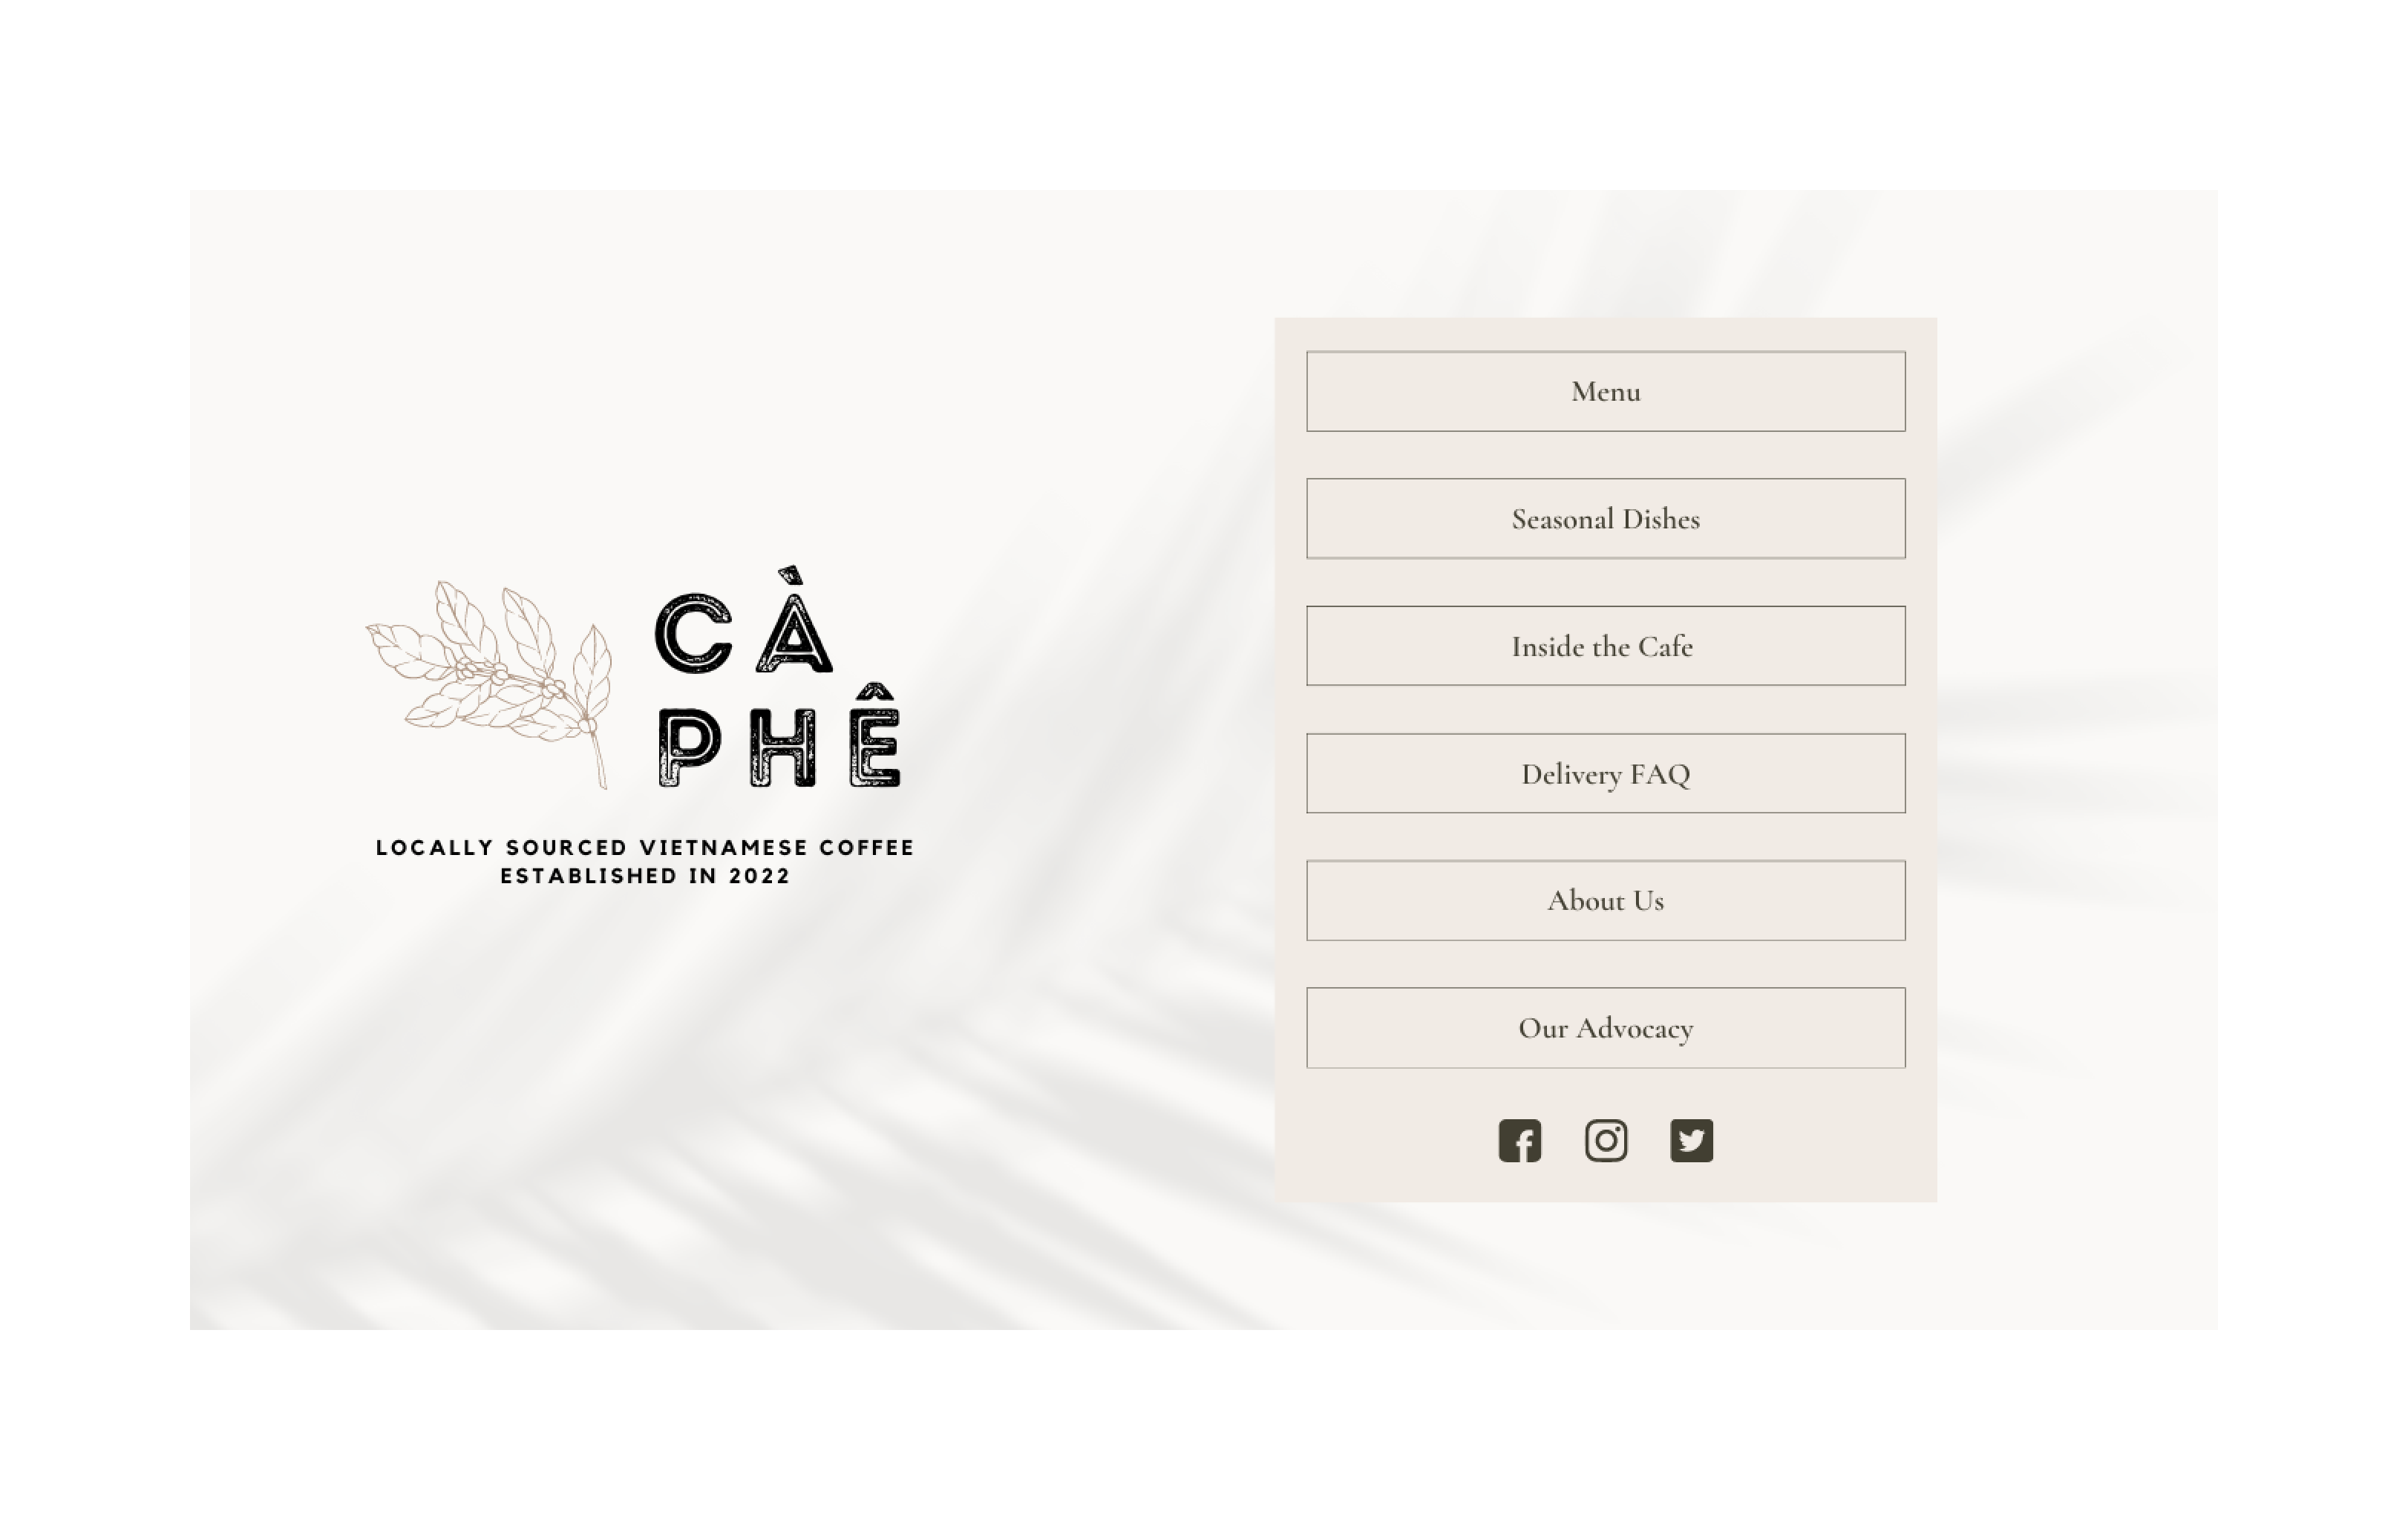 CÀ
PHÊ
LOCALLY SOURCED VIETNAMESE COFFEE
ESTABLISHED IN 2022
Menu
Seasonal Dishes
Inside the Cafe
Delivery FAQ
About Us
Our Advocacy